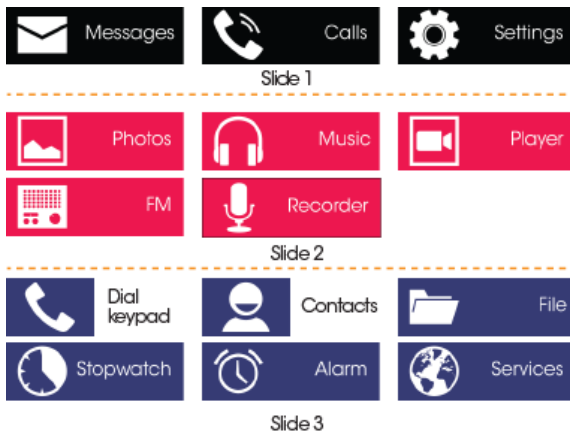 Messages Calls Settings
Slide 1
Photos Music Player
FM Recorder
Slide 2
Dial
keypad Contacts File
Stopwatch Alarm Services
Slide 3